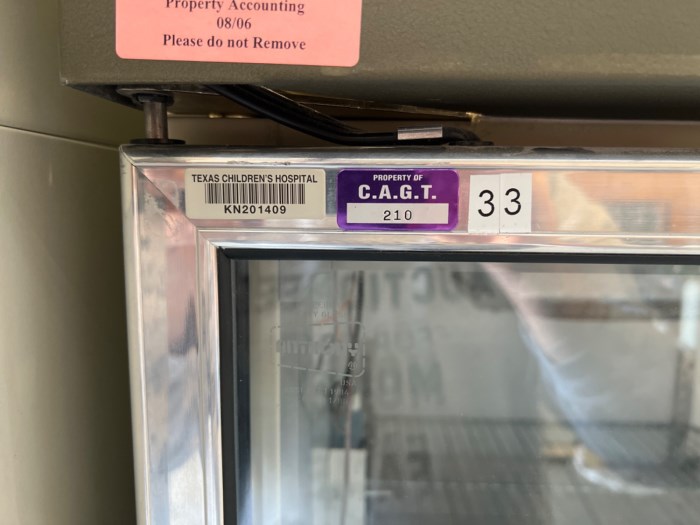 Property Accounting
08/06
Please do not Remove
TEXAS CHILDREN'S HOSPITAL
KN201409
PROPERTY OF
C.A.G.T.
210
33